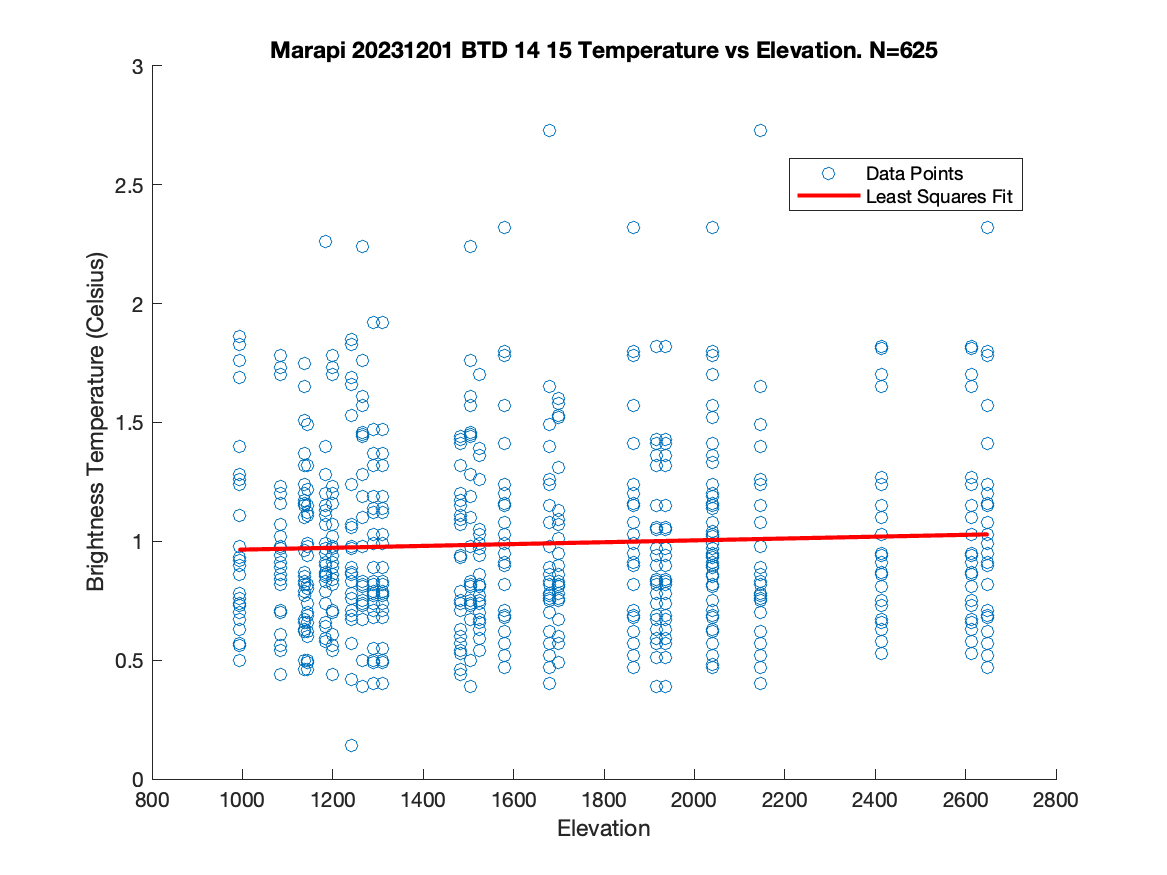 Marapi 20231201 BTD 14 15 Temperature vs Elevation. N=625
3
2.5
2
1.5
1
0.5
0
Brightness Temperature (Celsius)
Data Points
Least Squares Fit
800 1000 1200 1400 1600 1800 2000 2200 2400 2600 2800
Elevation